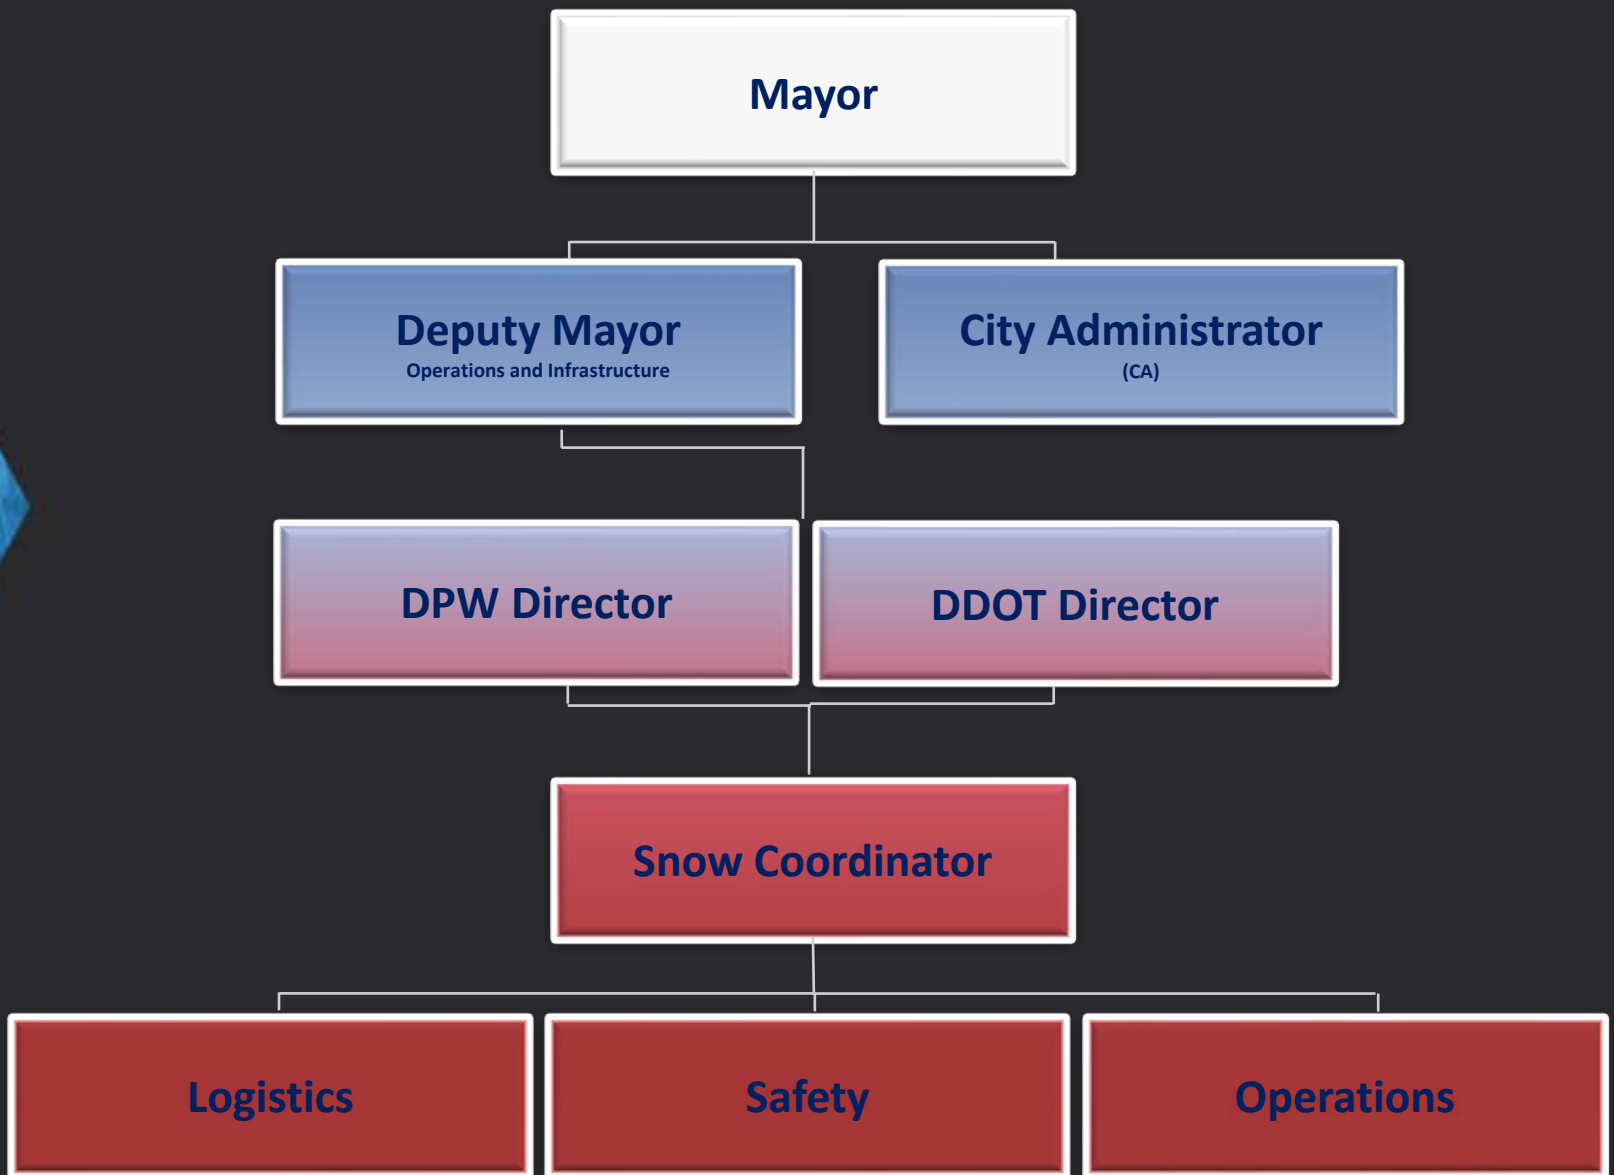 Mayor
Deputy Mayor
Operations and Infrastructure
City Administrator
(CA)
DPW Director
DDOT Director
Snow Coordinator
Logistics
Safety
Operations